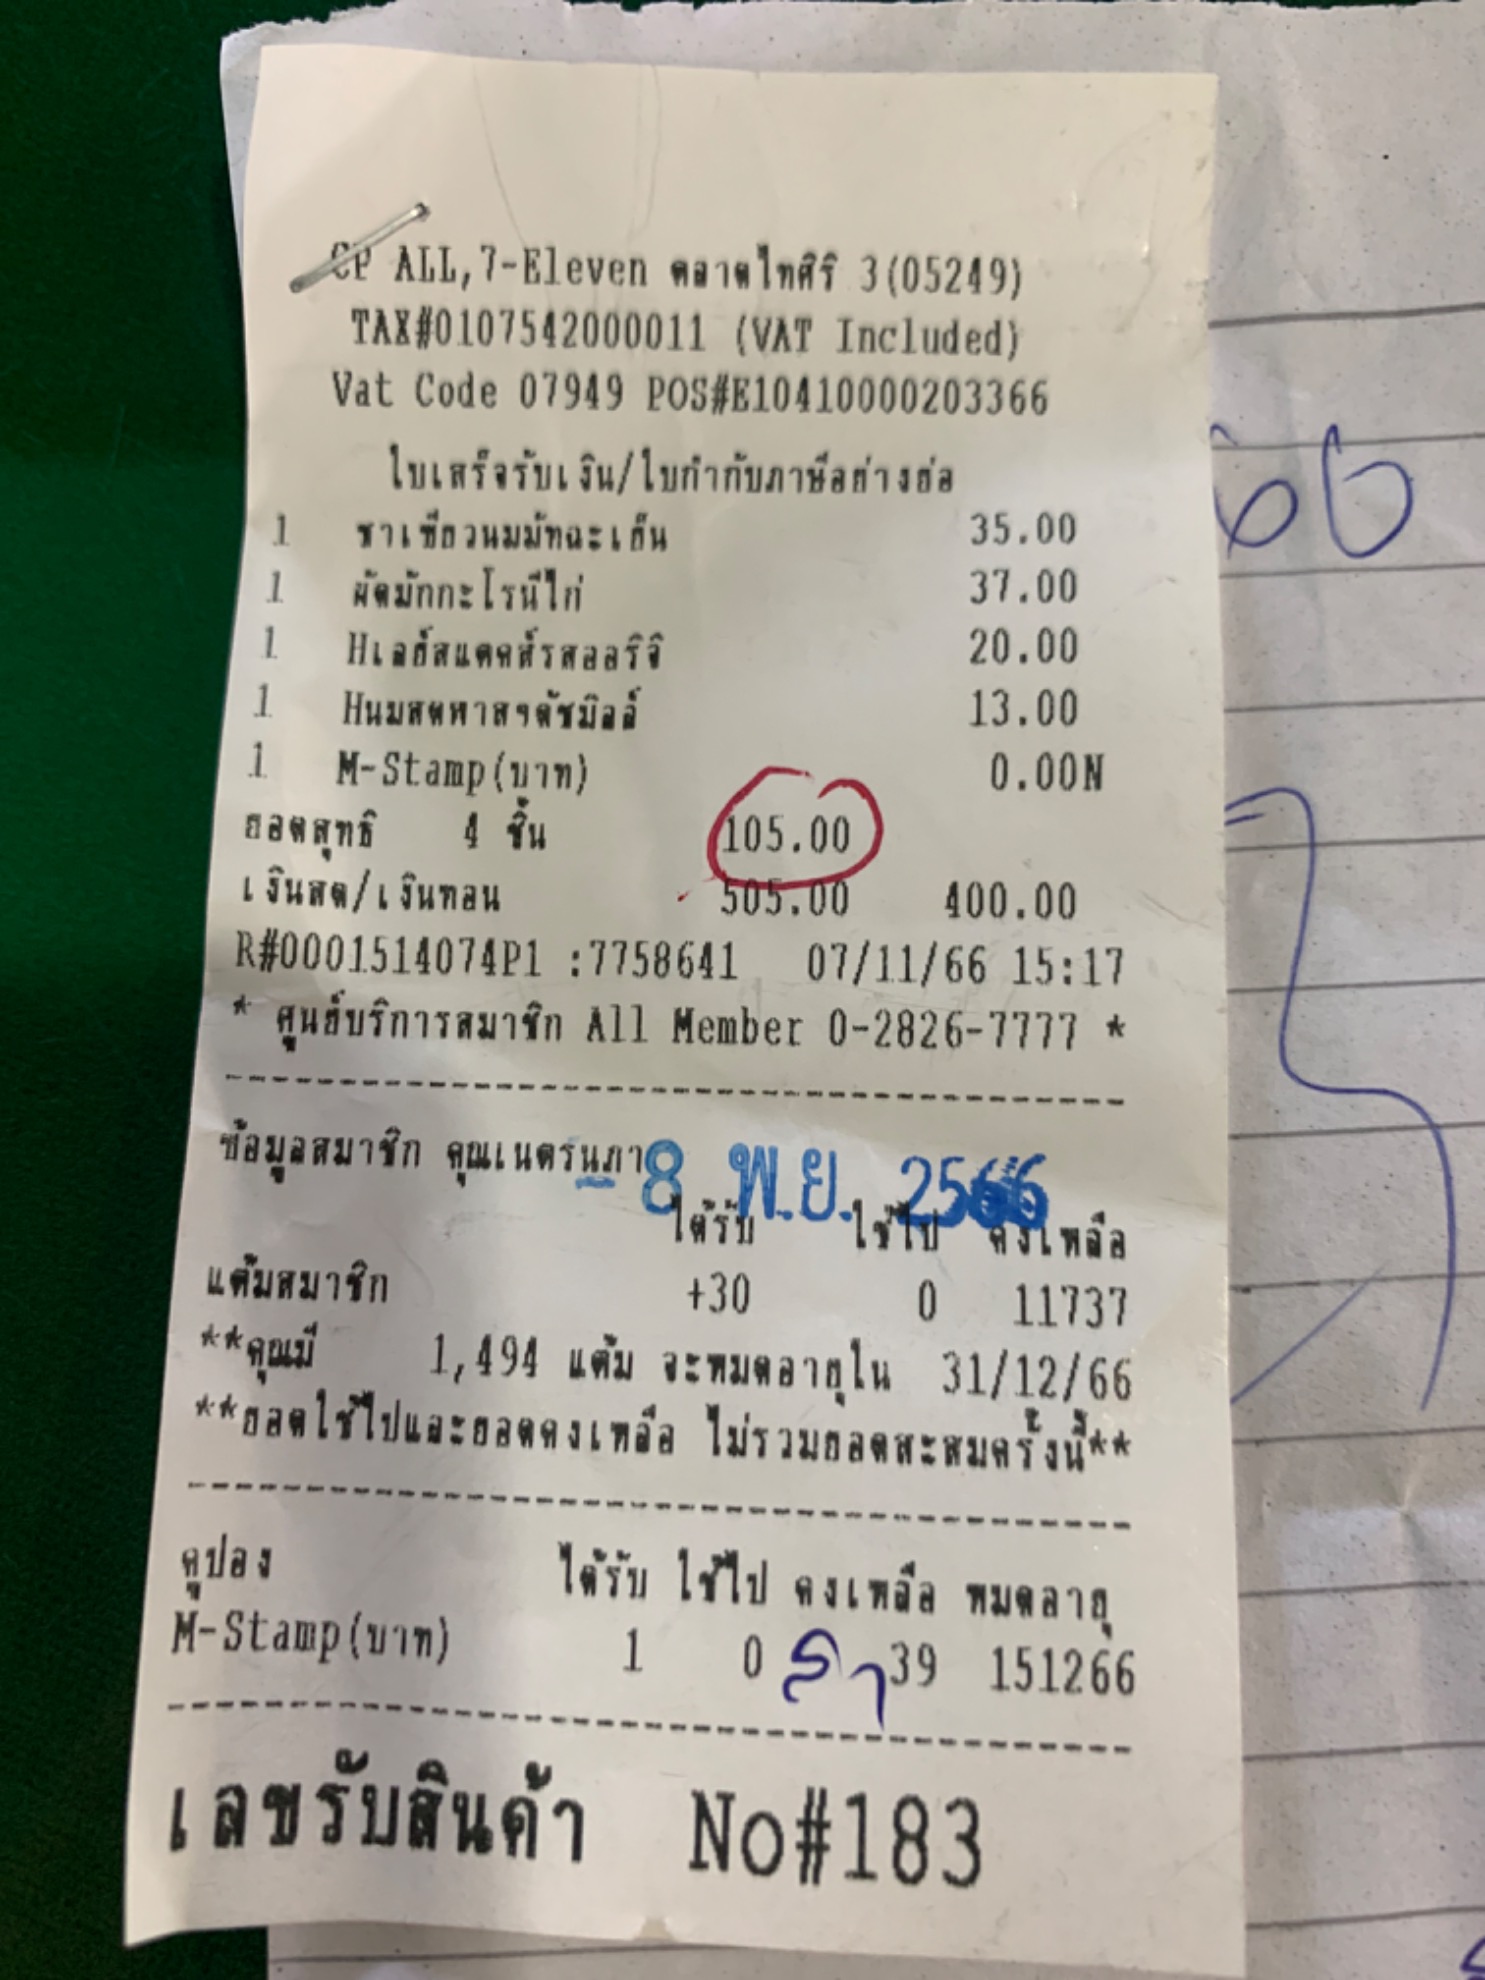 CP ALL,7-Eleven ตลาดไทศิริ 3(05249)
TAX#0107542000011 (VAT Included)
Vat Code 07949 POS#E10410000203366
ใบเสร็จรับเงิน/ใบกำกับภาษีอย่างย่อ
1 ชาเขียวนมมัทฉะเย็น 35.00
1 ผัดมักกะโรนีไก่ 37.00
1 Hเลย์สแตคส์รสออริจิ 20.00
1 Hนมสดพาสฯดัชมิลล์ 13.00
1 M-Stamp(บาท) 0.00N
ยอดสุทธิ 4 ชิ้น 105.00
เงินสด/เงินทอน 505.00 400.00
R#0001514074P1 :7758641 07/11/66 15:17
* ศูนย์บริการสมาชิก All Member 0-2826-7777 *
ข้อมูลสมาชิก คุณเนตรนภา
- 8 พ.ย. 2566
ได้รับ ใช้ไป คงเหลือ
แต้มสมาชิก +30 0 11737
**คุณมี 1,494 แต้ม จะหมดอายุใน 31/12/66
**ยอดใช้ไปและยอดคงเหลือ ไม่รวมยอดสะสมครั้งนี้**
คูปอง ได้รับ ใช้ไป คงเหลือ หมดอายุ
M-Stamp(บาท) 1 0 39 151266
เลขรับสินค้า No#183